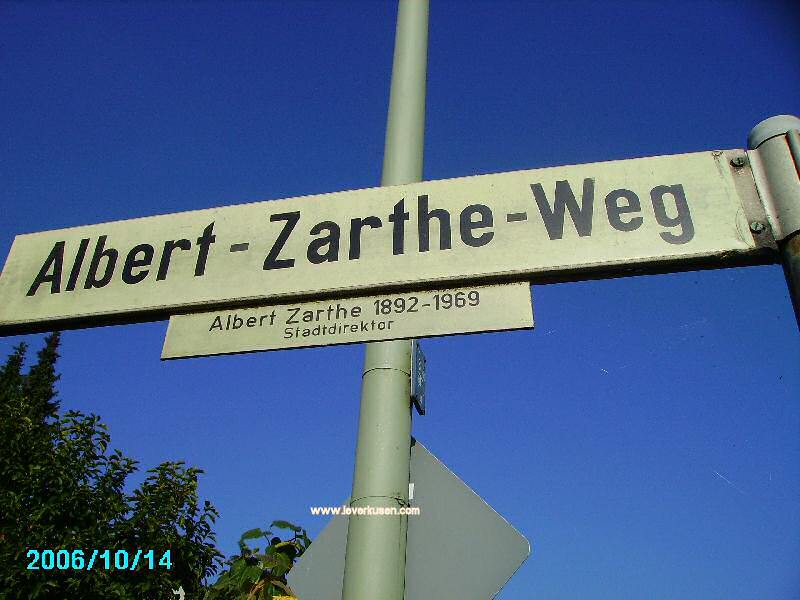 Albert-Zarthe-Weg
Albert Zarthe 1892-1969
Stadtdirektor
www.leverkusen.com
2006/10/14